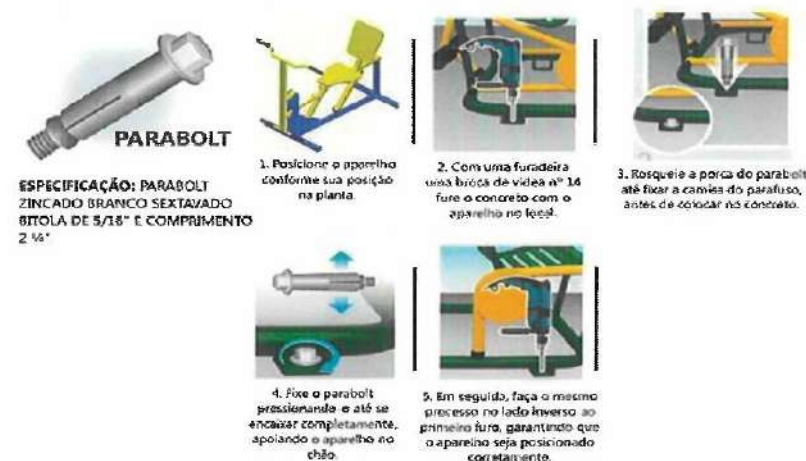 PARABOLT
ESPECIFICAÇÃO: PARABOLT
ZINCADO BRANCO SEXTAVADO
BITOLA DE 5/16" E COMPRIMENTO
2 ¼"
1. Posicione o aparelho
conforme sua posição
na planta.
2. Com uma furadeira
uma broca de videa nº 16
fure o concreto com o
aparelho no local.
3. Rosqueie a porca do parabolt
até fixar a camisa do parafuso,
antes de colocar no concreto.
4. Fixe o parabolt
pressionando-o até se
encaixar completamente,
apoiando o aparelho no
chão.
5. Em seguida, faça o mesmo
processo no lado inverso ao
primeiro furo, garantindo que
o aparelho seja posicionado
corretamente.